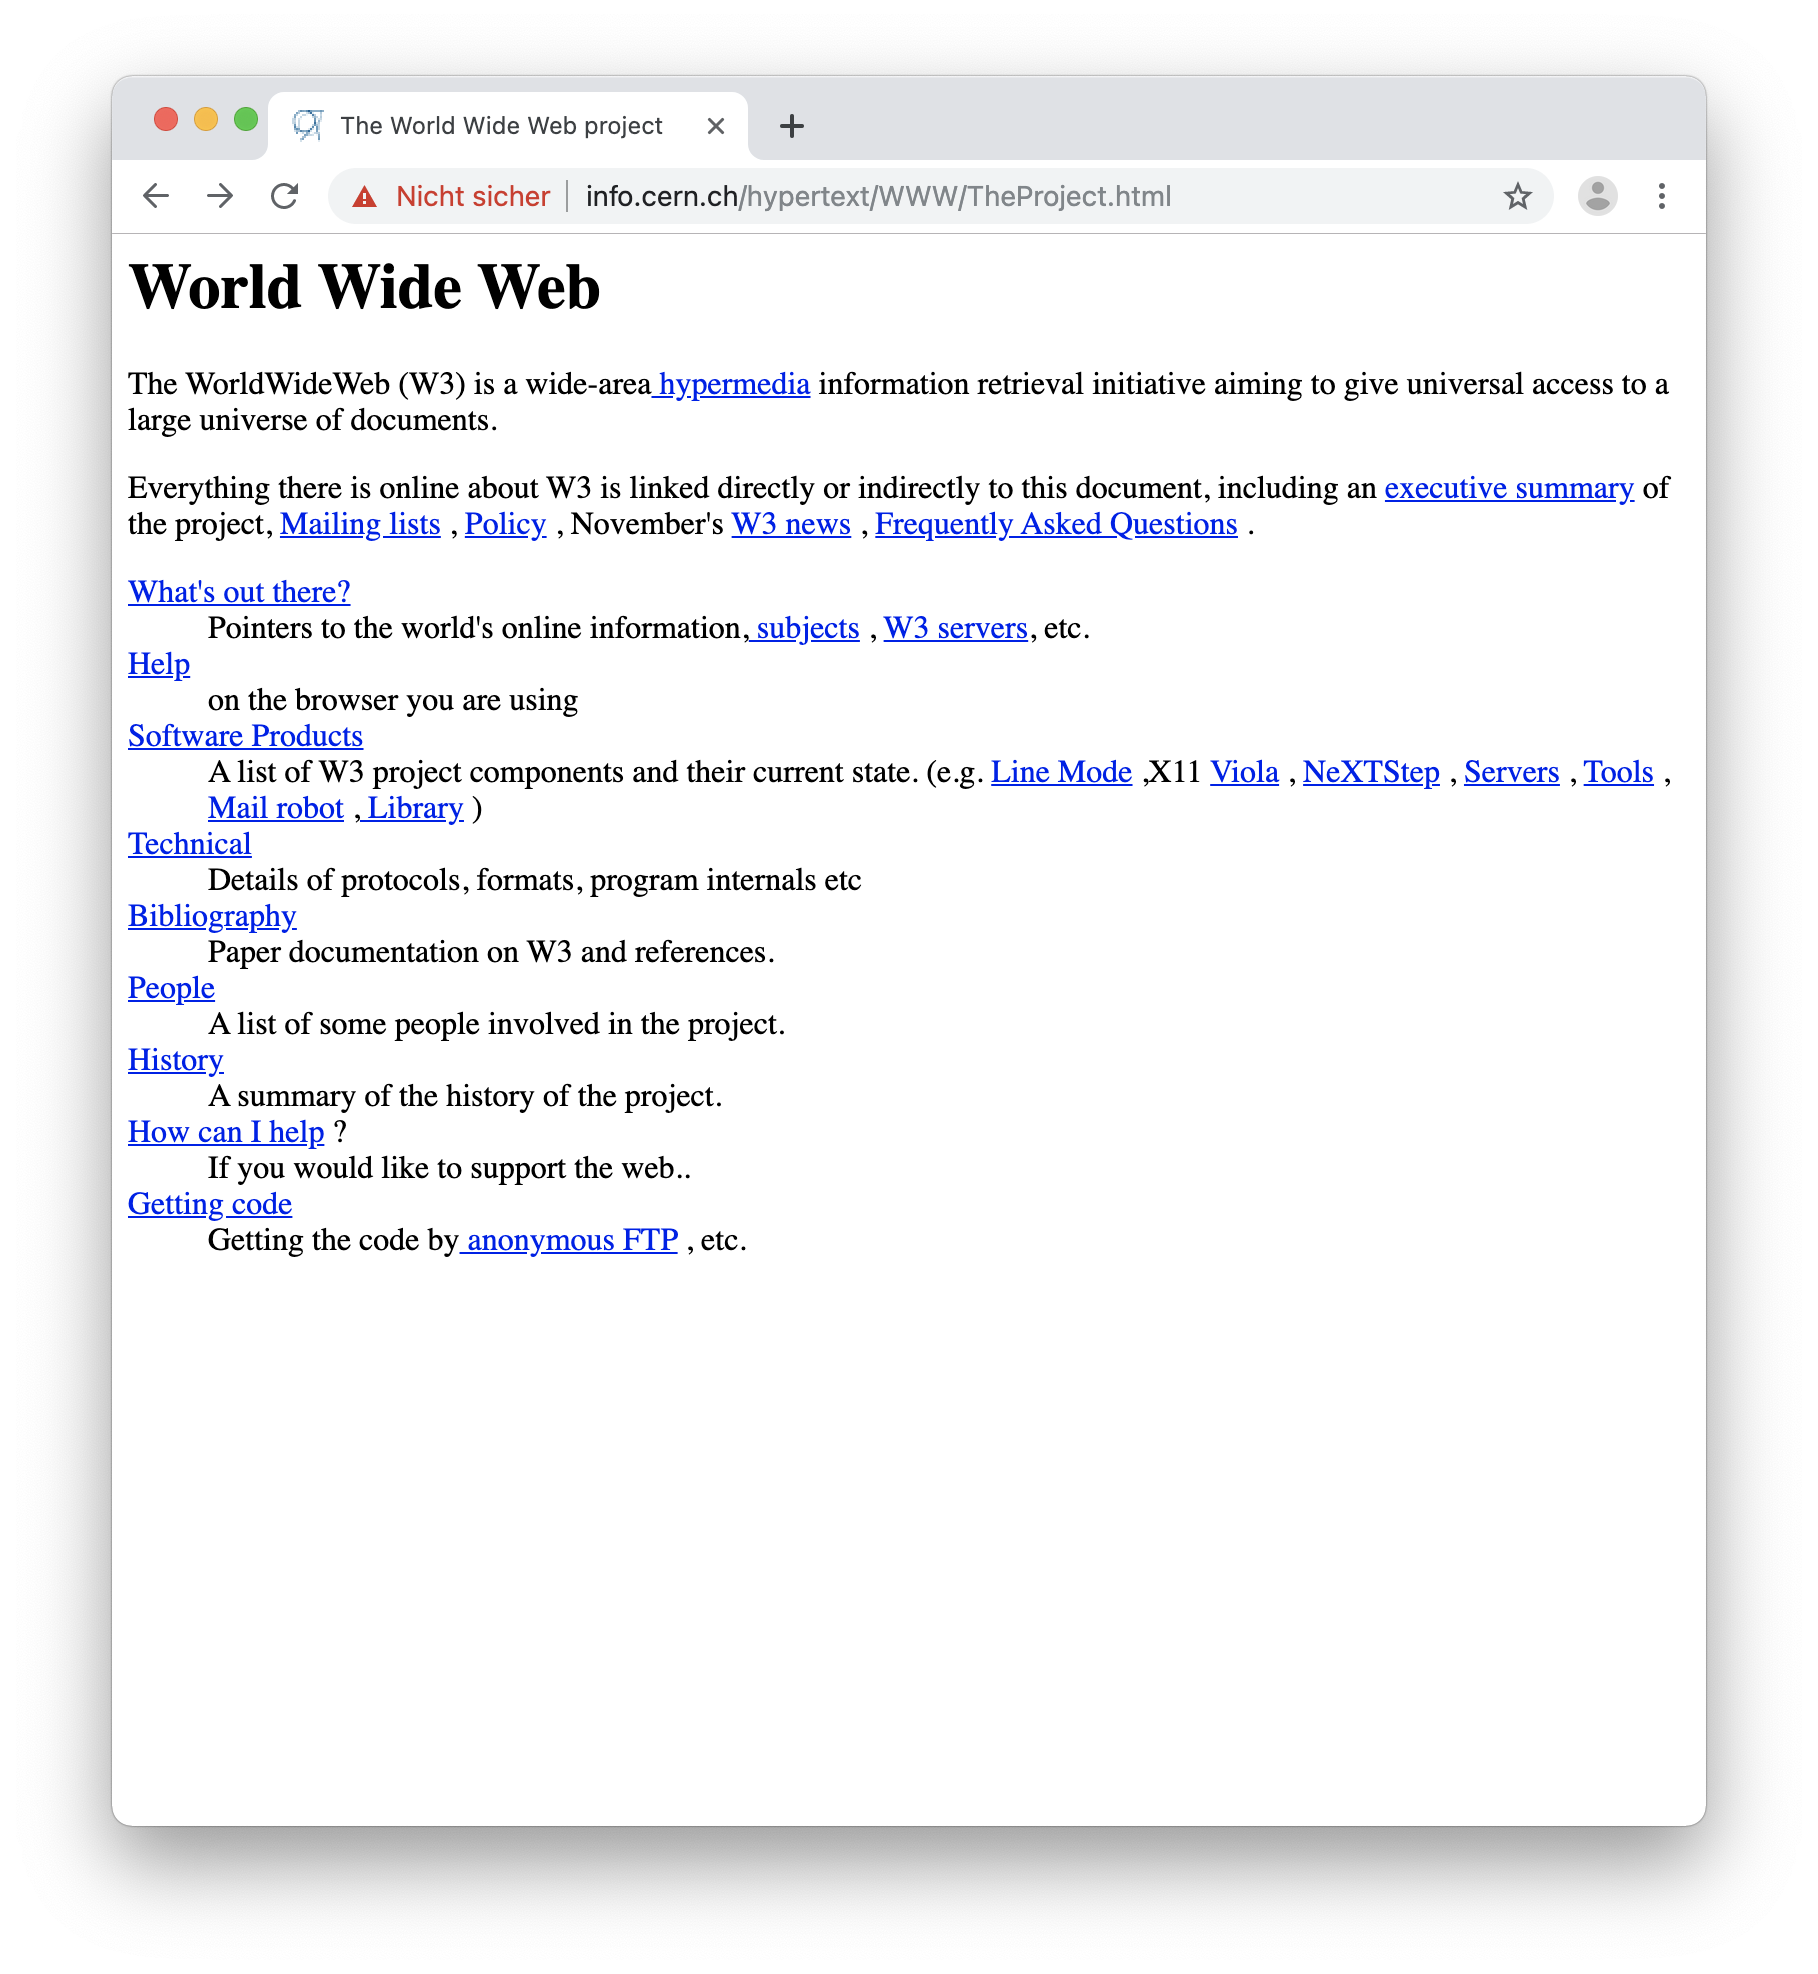 The World Wide Web project
Nicht sicher | info.cern.ch/hypertext/WWW/TheProject.html
World Wide Web
The WorldWideWeb (W3) is a wide-area hypermedia information retrieval initiative aiming to give universal access to a
large universe of documents.
Everything there is online about W3 is linked directly or indirectly to this document, including an executive summary of
the project, Mailing lists , Policy , November's W3 news , Frequently Asked Questions .
What's out there?
Pointers to the world's online information, subjects , W3 servers, etc.
Help
on the browser you are using
Software Products
A list of W3 project components and their current state. (e.g. Line Mode ,X11 Viola , NeXTStep , Servers , Tools ,
Mail robot , Library )
Technical
Details of protocols, formats, program internals etc
Bibliography
Paper documentation on W3 and references.
People
A list of some people involved in the project.
History
A summary of the history of the project.
How can I help ?
If you would like to support the web..
Getting code
Getting the code by anonymous FTP , etc.